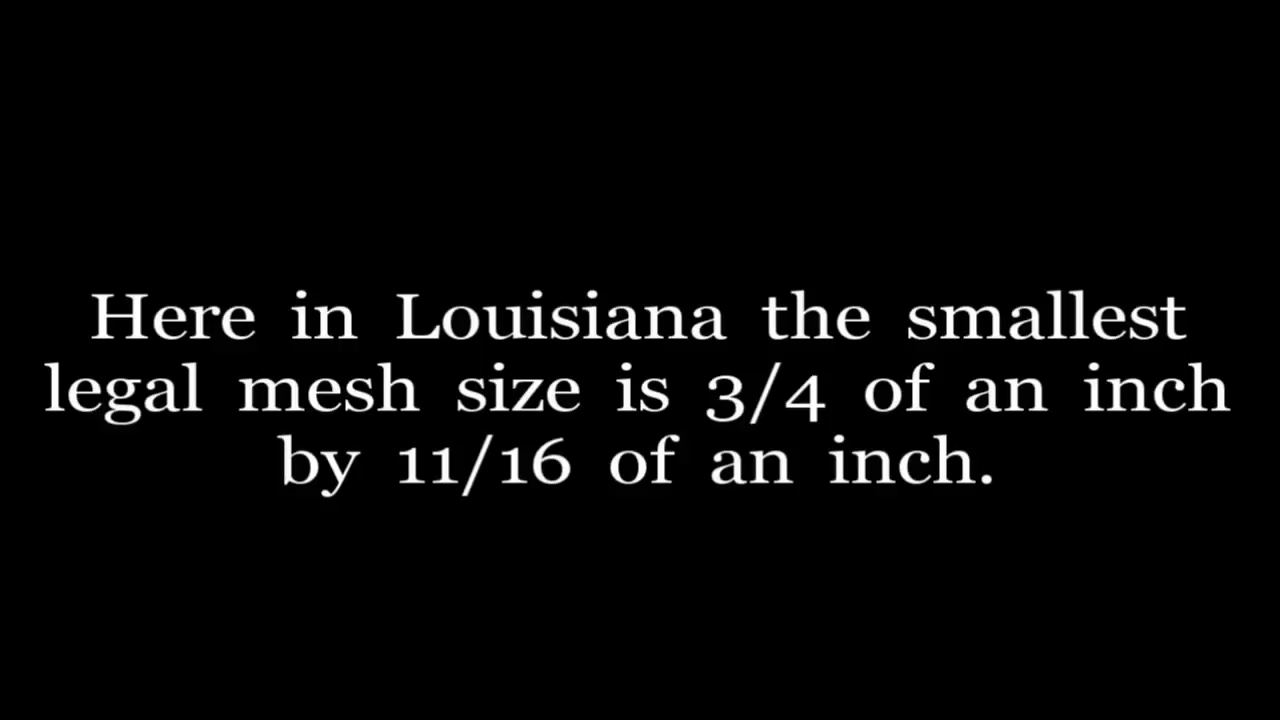 Here in Louisiana the smallest
legal mesh size is 3/4 of an inch
by 11/16 of an inch.